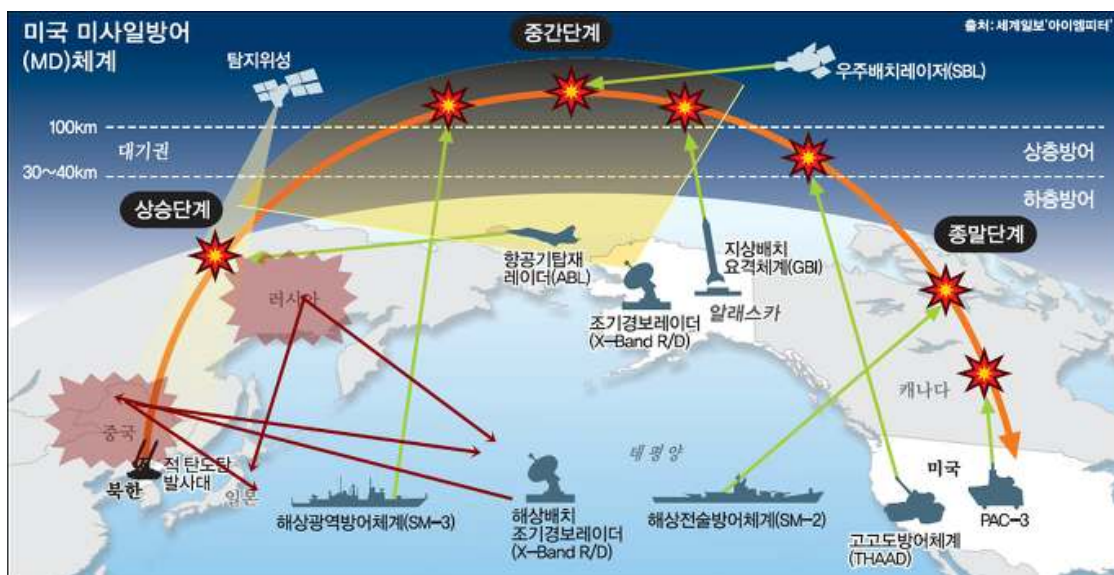 미국 미사일방어
(MD)체계
출처: 세계일보'아이엠피터'
중간단계
탐지위성
우주배치레이저(SBL)
100km
대기권
상층방어
30~40km
하층방어
상승단계
종말단계
항공기탑재
레이더(ABL)
지상배치
요격체계(GBI)
러시아
조기경보레이더
(X-Band R/D)
알래스카
캐나다
중국
적 탄도탄
발사대
북한
일본
태평양
미국
해상광역방어체계(SM-3)
해상배치
조기경보레이더
(X-Band R/D)
해상전술방어체계(SM-2)
고고도방어체계
(THAAD)
PAC-3